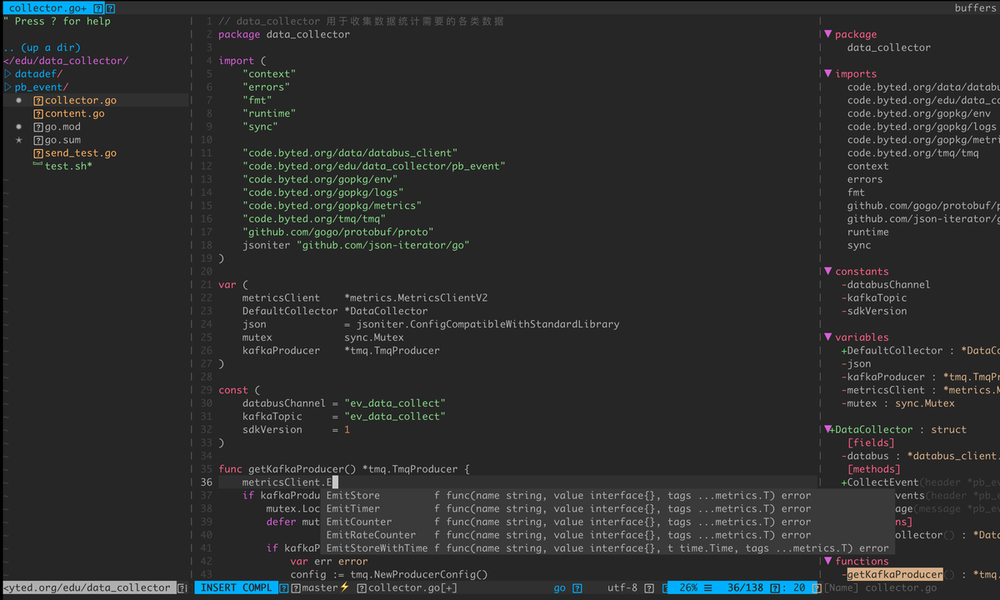 collector.go+ buffers
" Press ? for help
.. (up a dir)
</edu/data_collector/
datadef/
pb_event/
collector.go
content.go
go.mod
go.sum
send_test.go
test.sh*
1 // data_collector 用于收集数据统计需要的各类数据
2 package data_collector
3
4 import (
5 "context"
6 "errors"
7 "fmt"
8 "runtime"
9 "sync"
10
11 "code.byted.org/data/databus_client"
12 "code.byted.org/edu/data_collector/pb_event"
13 "code.byted.org/gopkg/env"
14 "code.byted.org/gopkg/logs"
15 "code.byted.org/gopkg/metrics"
16 "code.byted.org/tmq/tmq"
17 "github.com/gogo/protobuf/proto"
18 jsoniter "github.com/json-iterator/go"
19 )
20
21 var (
22 metricsClient *metrics.MetricsClientV2
23 DefaultCollector *DataCollector
24 json = jsoniter.ConfigCompatibleWithStandardLibrary
25 mutex sync.Mutex
26 kafkaProducer *tmq.TmqProducer
27 )
28
29 const (
30 databusChannel = "ev_data_collect"
31 kafkaTopic = "ev_data_collect"
32 sdkVersion = 1
33 )
34
35 func getKafkaProducer() *tmq.TmqProducer {
36 metricsClient.E
37 if kafkaProdu EmitStore f func(name string, value interface{}, tags ...metrics.T) error
38 mutex.Loc EmitTimer f func(name string, value interface{}, tags ...metrics.T) error
39 defer mut EmitCounter f func(name string, value interface{}, tags ...metrics.T) error
40 EmitRateCounter f func(name string, value interface{}, tags ...metrics.T) error
41 if kafkaP EmitStoreWithTime f func(name string, value interface{}, t time.Time, tags ...metrics.T) error
42 var err error
43 config := tmq.NewProducerConfig()
▼ package
data_collector
▼ imports
code.byted.org/data/databu
code.byted.org/edu/data_co
code.byted.org/gopkg/env
code.byted.org/gopkg/logs
code.byted.org/gopkg/metri
code.byted.org/tmq/tmq
context
errors
fmt
github.com/gogo/protobuf/p
github.com/json-iterator/g
runtime
sync
▼ constants
-databusChannel
-kafkaTopic
-sdkVersion
▼ variables
+DefaultCollector : *DataCo
-json
-kafkaProducer : *tmq.TmqPr
-metricsClient : *metrics.M
-mutex : sync.Mutex
▼+DataCollector : struct
[fields]
-databus : *databus_client.
[methods]
+CollectEvent(header *pb_ev
vents(header *pb_e
age(message *pb_ev
ns]
ollector() : *Data
▼ functions
-getKafkaProducer() : *tmq.
<yted.org/edu/data_collector INSERT COMPL master⚡ collector.go[+] go utf-8 26% ☰ 36/138 : 20 [Name] collector.go